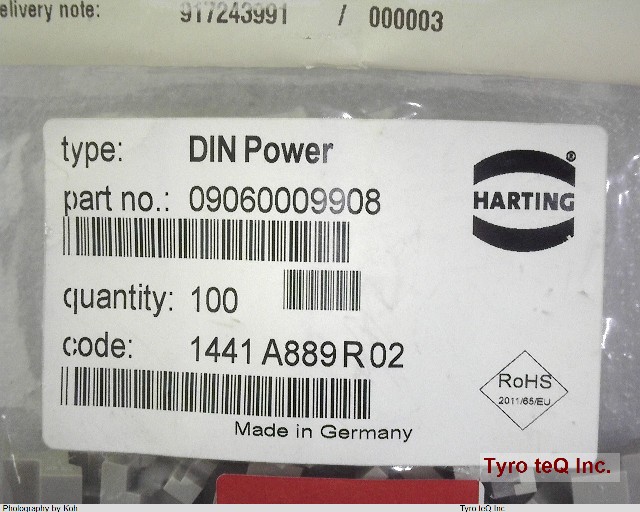 elivery note: 917243991 / 000003
type: DIN Power
part no.: 09060009908
HARTING
®
quantity: 100
code: 1441 A889 R 02
RoHS
2011/65/EU
Made in Germany
Tyro teQ Inc.
Photography by Koh
Tyro teQ Inc